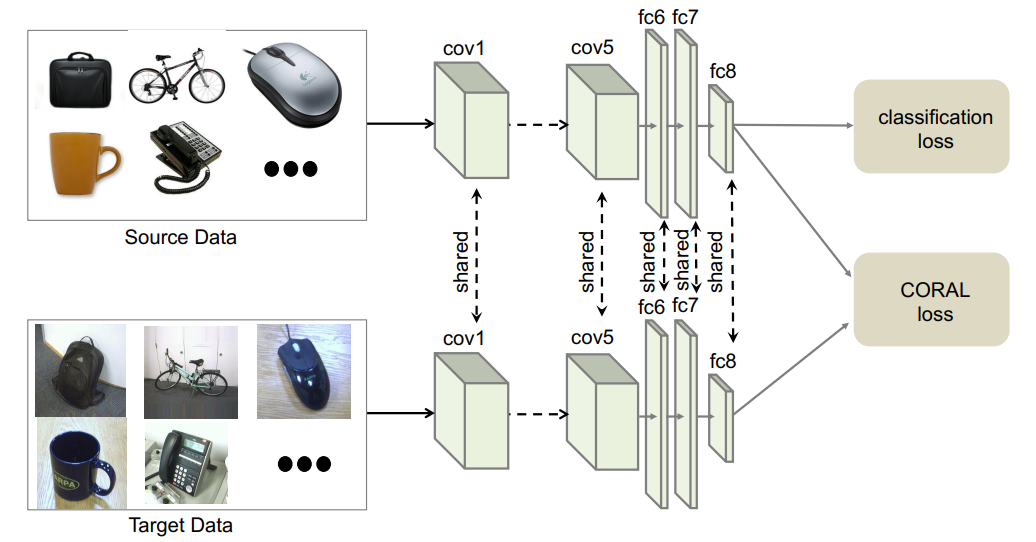 fc6 fc7
cov1
cov5
fc8
classification
loss
Source Data
shared
shared
shared
shared
shared
CORAL
loss
cov1
cov5
fc6 fc7
fc8
ARPA
Target Data